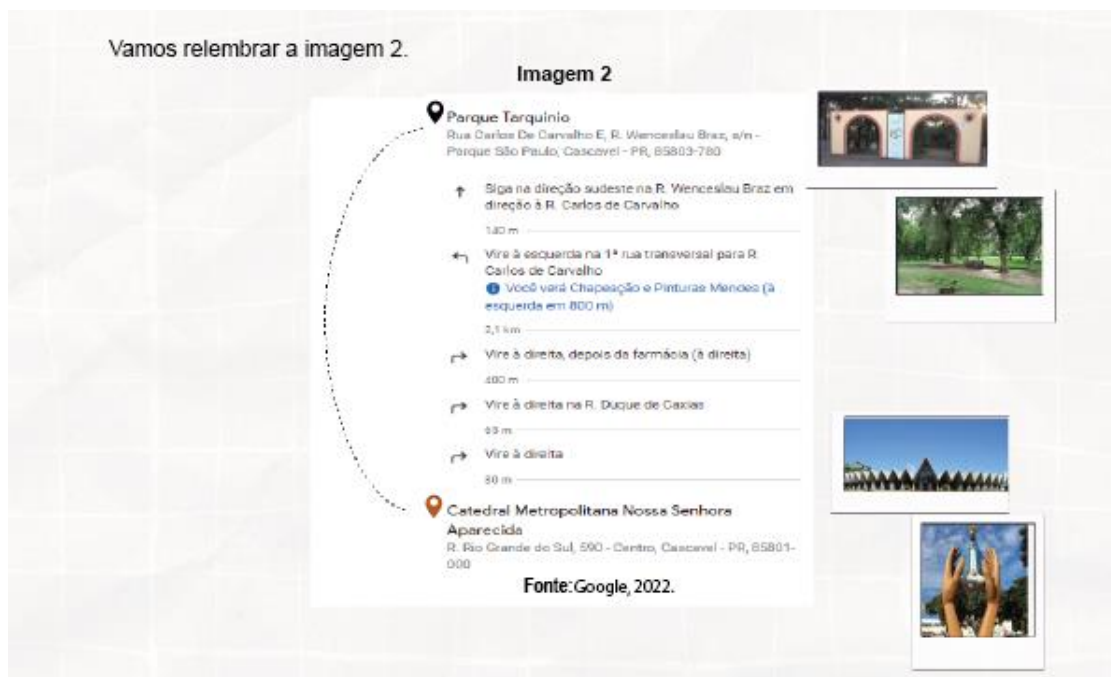 Vamos relembrar a imagem 2.
Imagem 2
Parque Tarquinio
Rua Carlos De Carvalho E, R. Wenceslau Braz, s/n -
Parque São Paulo, Cascavel - PR, 85803-780
Siga na direção sudeste na R. Wenceslau Braz em
direção à R. Carlos de Carvalho
140 m
Vire à esquerda na 1ª rua transversal para R.
Carlos de Carvalho
Você verá Chapeação e Pinturas Mendes (à
esquerda em 800 m)
2,1 km
Vire à direita, depois da farmácia (à direita)
400 m
Vire à direita na R. Duque de Caxias
Vire à direita
Catedral Metropolitana Nossa Senhora
Aparecida
R. Rio Grande do Sul, 590 - Centro, Cascavel - PR, 85801-
000
Fonte:Google, 2022.